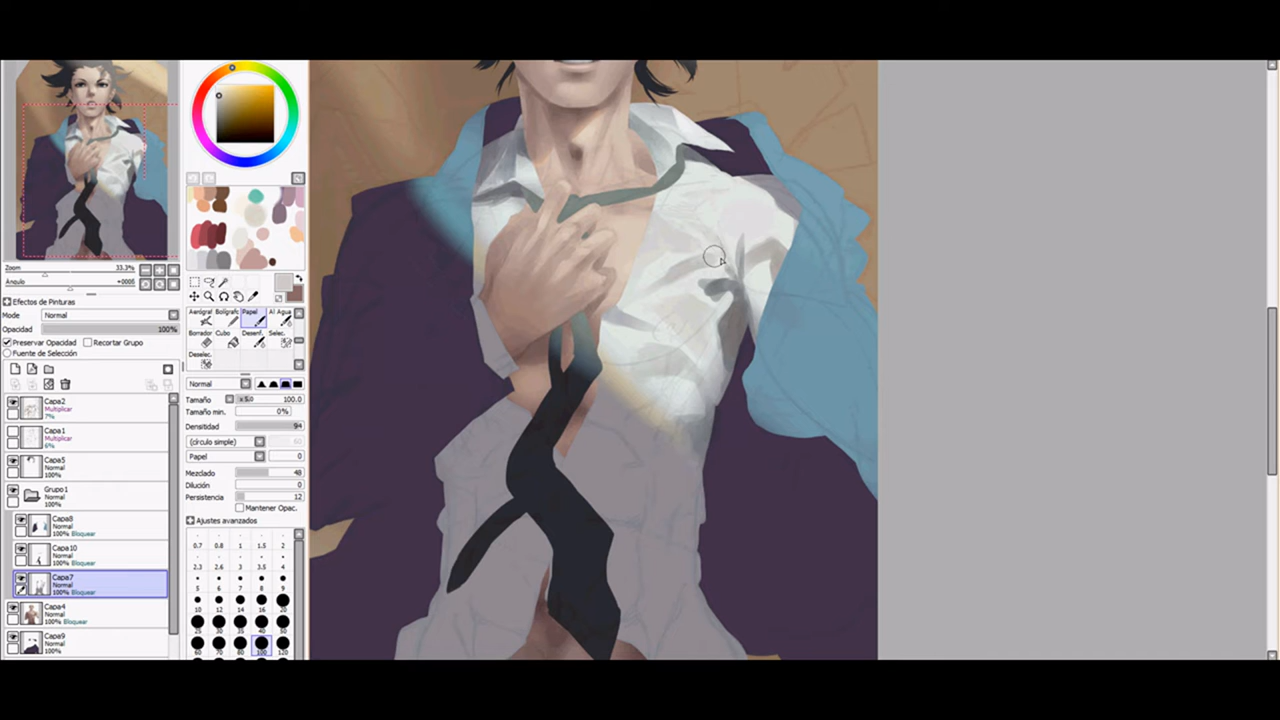 Zoom 33.3%
Ángulo +0005
Efectos de Pinturas
Mode Normal
Opacidad 100%
Preservar Opacidad Recortar Grupo
Fuente de Selección
Capa2
Multiplicar
7%
Capa1
Multiplicar
6%
Capa5
Normal
100%
Grupo1
Normal
100%
Capa8
Normal
100% Bloquear
Capa10
Normal
100% Bloquear
Capa7
Normal
100% Bloquear
Capa4
Normal
100% Bloquear
Capa9
Normal
100%
Aerógraf Bolígrafo Papel Al Agua
Borrador Cubo Desenf. Selec.
Deselec.
Normal
Tamaño x 5.0 100.0
Tamaño min. 0%
Densitad 94
(círculo simple)
Papel 0
Mezclado 48
Dilución 0
Persistencia 12
Mantener Opac.
Ajustes avanzados
0.7 0.8 1 1.5 2
2.3 2.6 3 3.5 4
5 6 7 8 9
10 12 14 16 20
25 30 35 40 50
60 70 80 100 120